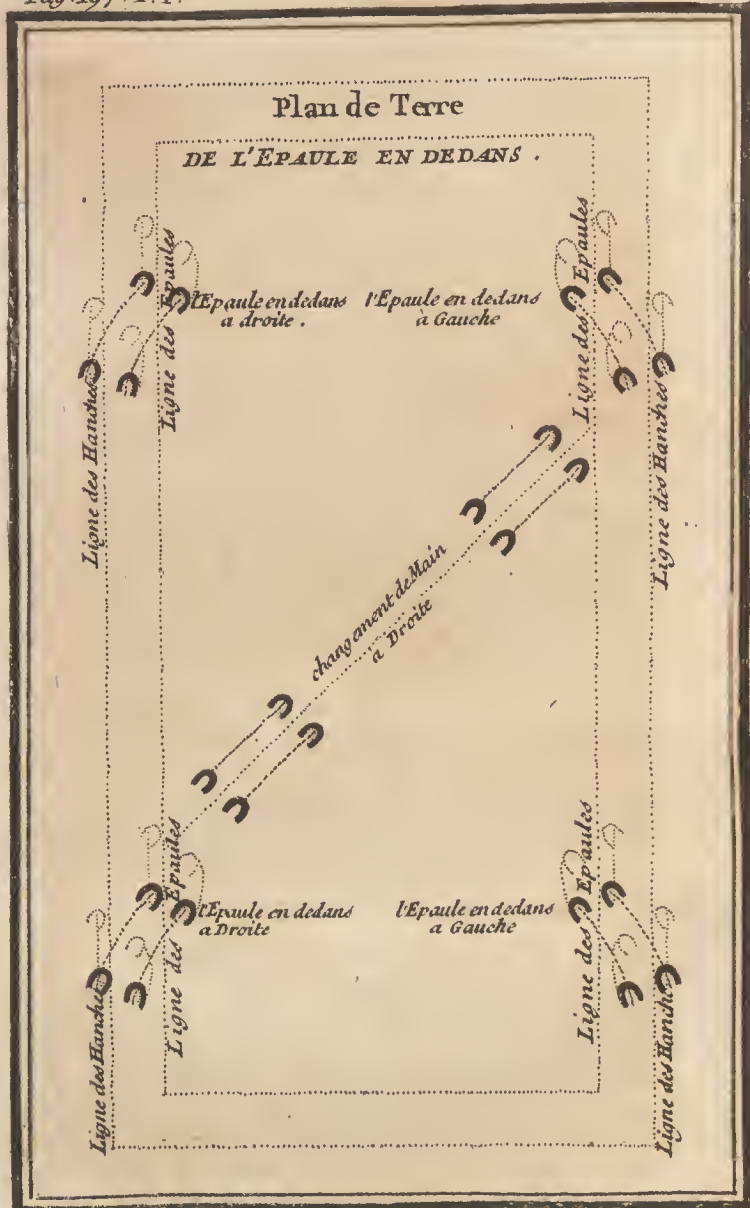 Plan de Terre
DE L'EPAULE EN DEDANS.
Ligne des Epaules
l'Epaule en dedans
a droite.
l'Epaule en dedans
à Gauche
Ligne des Epaules
Ligne des Hanches
Ligne des Hanches
changement de Main
a Droite
Ligne des Epaules
l'Epaule en dedans
a Droite
l'Epaule en dedans
a Gauche
Ligne des Epaules
Ligne des Hanches
Ligne des Hanches